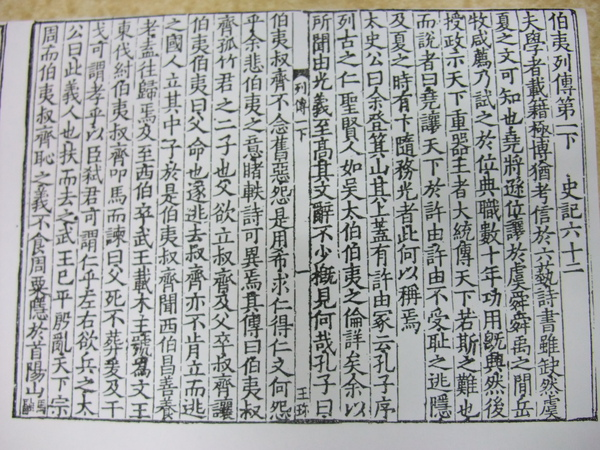 伯夷列傳第二下 史記六十二
夫學者載籍極博猶考信於六藝詩書雖缺然虞
夏之文可知也堯將遜位讓於虞舜舜禹之間岳
牧咸薦乃試之於位典職數十年功用既興然後
授政示天下重器王者大統傳天下若斯之難也
而說者曰堯讓天下於許由許由不受恥之逃隱
及夏之時有卞隨務光者此何以稱焉
太史公曰余登箕山其上蓋有許由冢云孔子序
列古之仁聖賢人如吳太伯伯夷之倫詳矣余以
所聞由光義至高其文辭不少槪見何哉孔子曰
列傳一下 一 王珎
伯夷叔齊不念舊惡怨是用希求仁得仁又何怨
乎余悲伯夷之意睹軼詩可異焉其傳曰伯夷叔
齊孤竹君之二子也父欲立叔齊及父卒叔齊讓
伯夷伯夷曰父命也遂逃去叔齊亦不肯立而逃
之國人立其中子於是伯夷叔齊聞西伯昌善養
老盍往歸焉及至西伯卒武王載木主號爲文王
東伐紂伯夷叔齊叩馬而諫曰父死不葬爰及干
戈可謂孝乎以臣弒君可謂仁乎左右欲兵之太
公曰此義人也扶而去之武王已平殷亂天下宗
周而伯夷叔齊恥之義不食周粟隱於首陽山 馬融